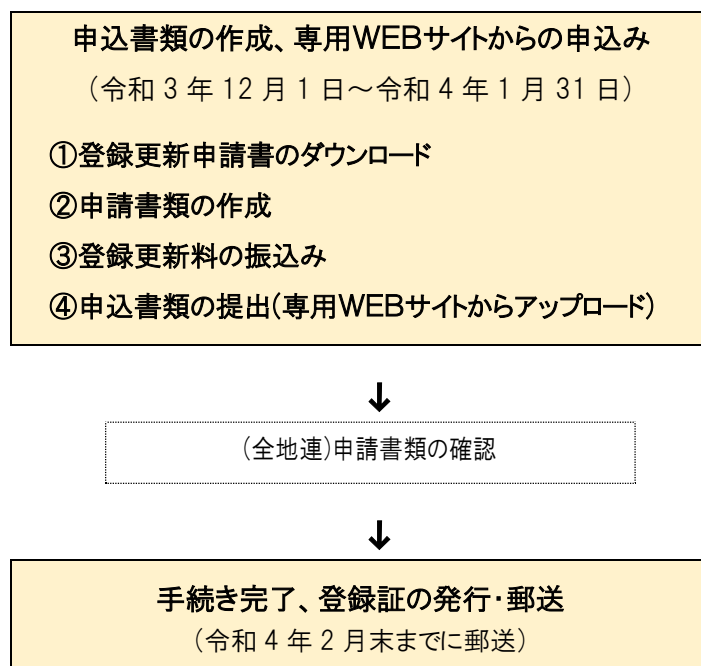 申込書類の作成、専用WEBサイトからの申込み
（令和 3 年 12 月 1 日～令和 4 年 1 月 31 日）
①登録更新申請書のダウンロード
②申請書類の作成
③登録更新料の振込み
④申込書類の提出(専用WEBサイトからアップロード)
↓
(全地連)申請書類の確認
↓
手続き完了、登録証の発行･郵送
（令和 4 年 2 月末までに郵送）